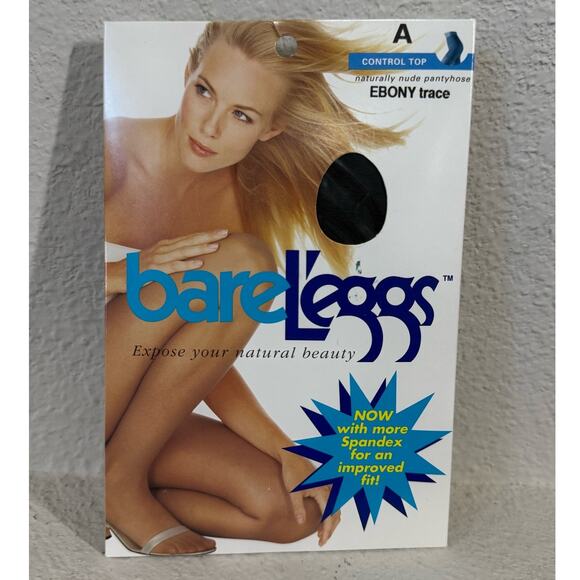 A
CONTROL TOP
naturally nude pantyhose
EBONY trace
bareL'eggs™
Expose your natural beauty
NOW
with more
Spandex
for an
improved
fit!